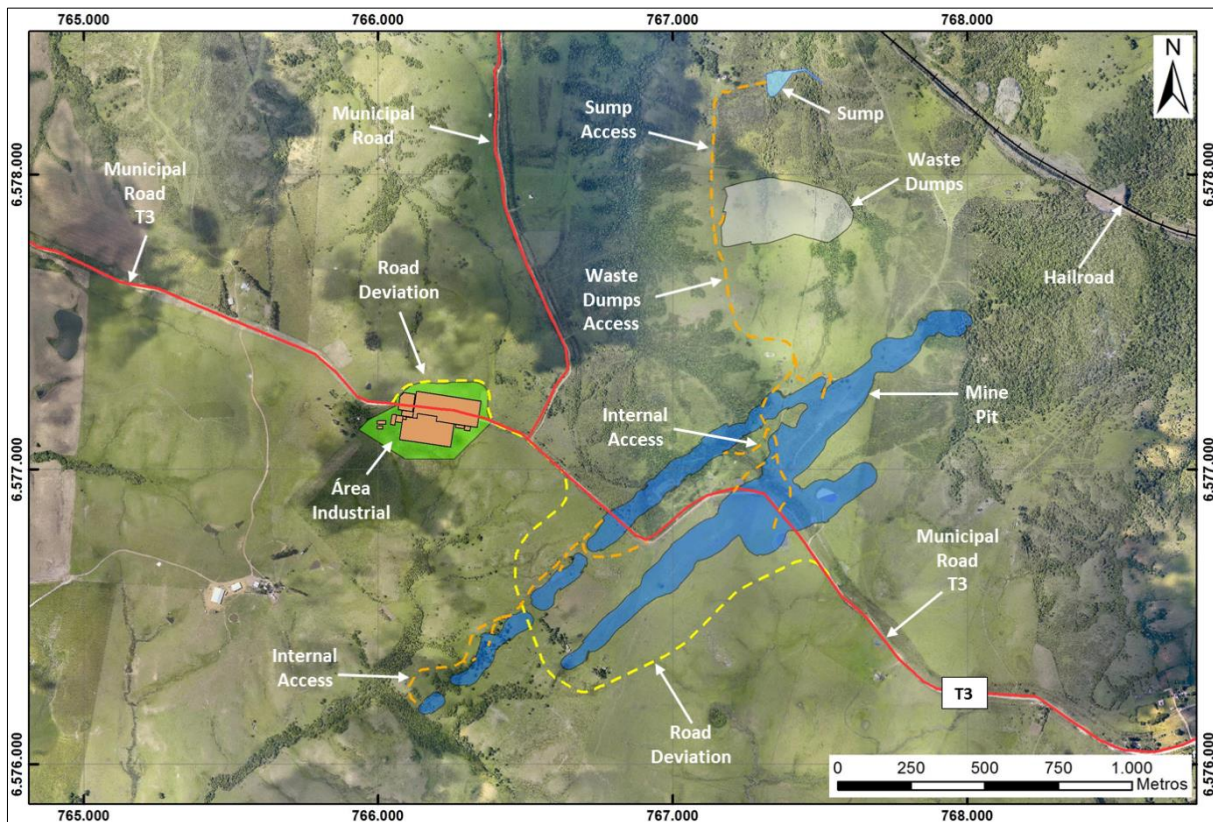 765.000
766.000
767.000
768.000
N
Municipal
Road
Sump
Access
Sump
6.578.000
6.578.000
Municipal
Road
T3
Waste
Dumps
Road
Deviation
Waste
Dumps
Access
Hailroad
Internal
Access
Mine
Pit
6.577.000
6.577.000
Área
Industrial
Municipal
Road
T3
Internal
Access
T3
Road
Deviation
6.576.000
6.576.000
0 250 500 750 1.000
Metros
765.000
766.000
767.000
768.000